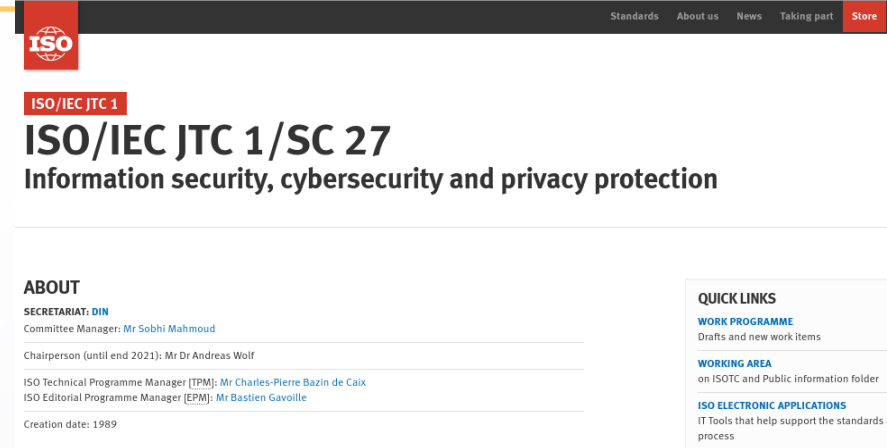 Standards About us News Taking part Store
ISO
ISO/IEC JTC 1
ISO/IEC JTC 1/SC 27
Information security, cybersecurity and privacy protection
ABOUT
SECRETARIAT: DIN
Committee Manager: Mr Sobhi Mahmoud
Chairperson (until end 2021): Mr Dr Andreas Wolf
ISO Technical Programme Manager [TPM]: Mr Charles-Pierre Bazin de Caix
ISO Editorial Programme Manager [EPM]: Mr Bastien Gavoille
Creation date: 1989
QUICK LINKS
WORK PROGRAMME
Drafts and new work items
WORKING AREA
on ISOTC and Public information folder
ISO ELECTRONIC APPLICATIONS
IT Tools that help support the standards
process